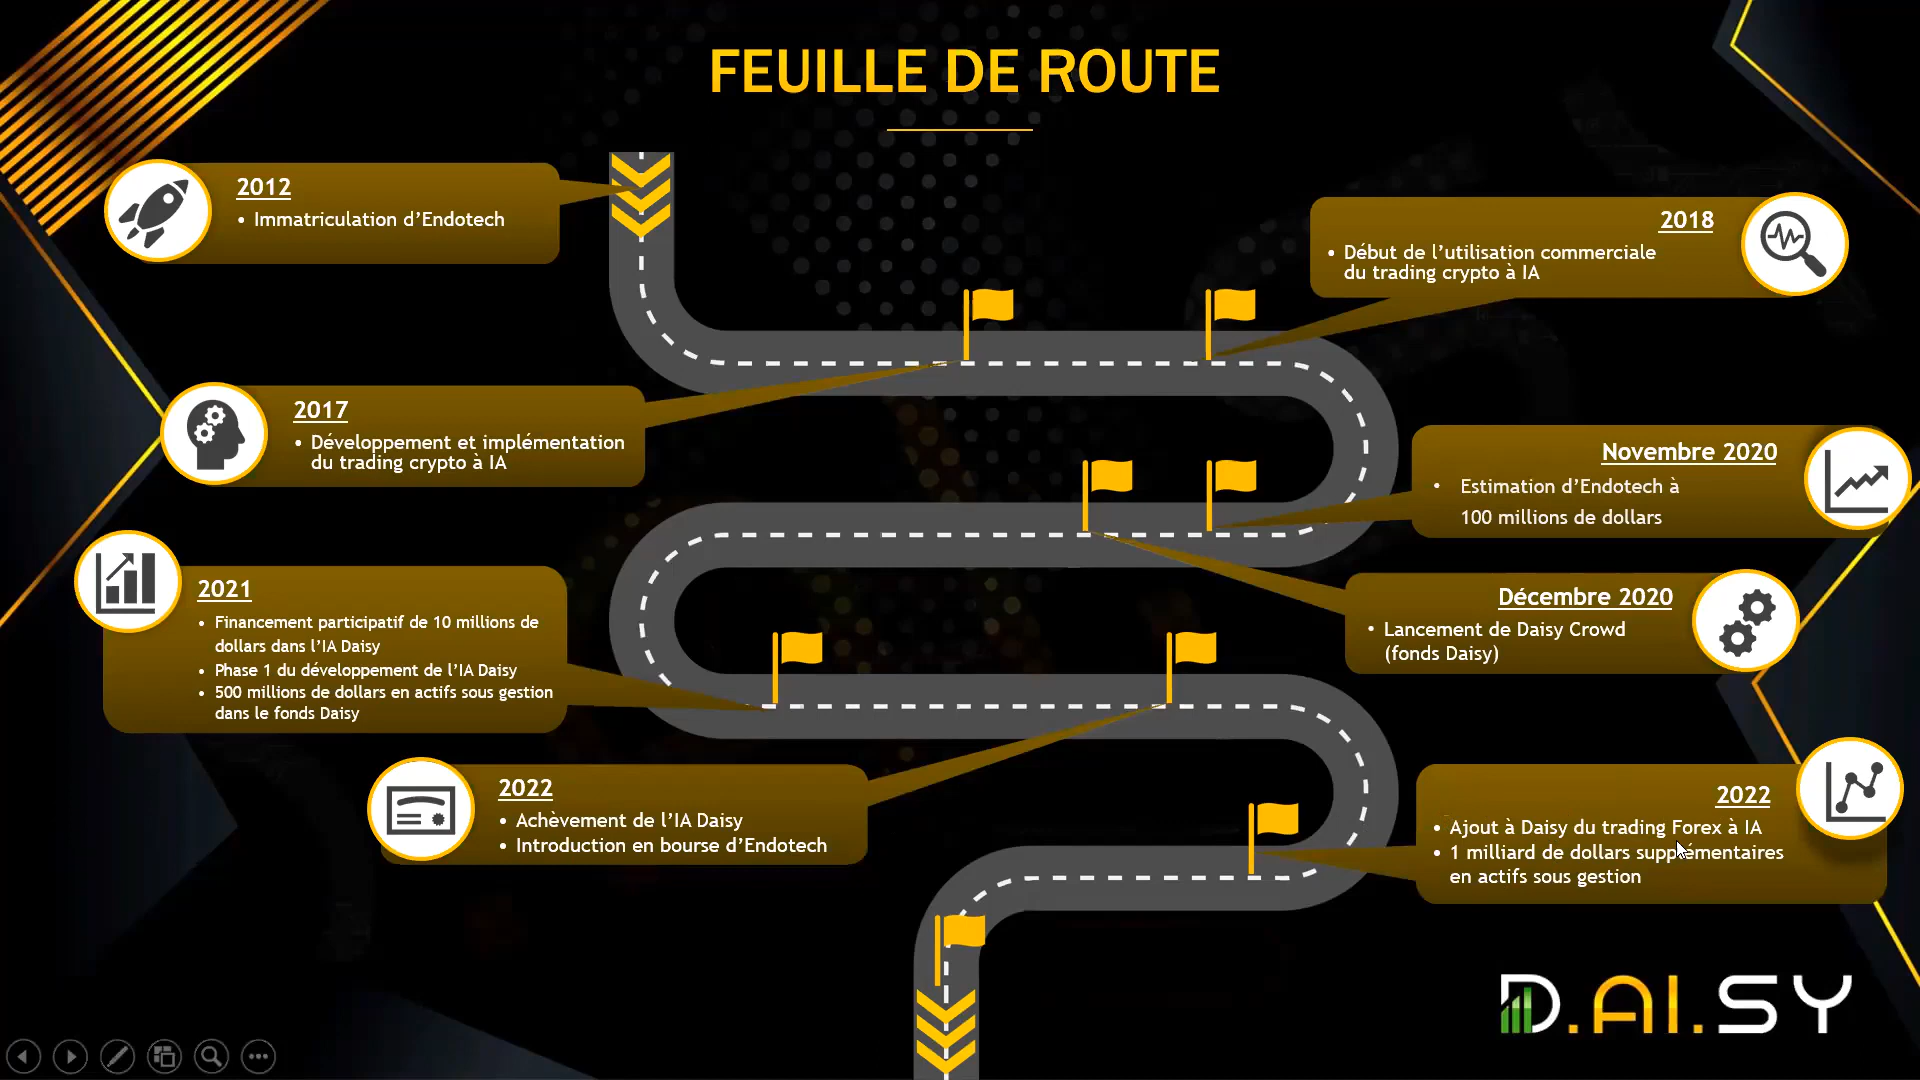 FEUILLE DE ROUTE
2012
• Immatriculation d’Endotech
2018
• Début de l’utilisation commerciale
du trading crypto à IA
2017
• Développement et implémentation
du trading crypto à IA
Novembre 2020
• Estimation d’Endotech à
100 millions de dollars
Décembre 2020
• Lancement de Daisy Crowd
(fonds Daisy)
2021
• Financement participatif de 10 millions de
dollars dans l’IA Daisy
• Phase 1 du développement de l’IA Daisy
• 500 millions de dollars en actifs sous gestion
dans le fonds Daisy
2022
• Achèvement de l’IA Daisy
• Introduction en bourse d’Endotech
2022
• Ajout à Daisy du trading Forex à IA
• 1 milliard de dollars supplémentaires
en actifs sous gestion
D.AI.SY